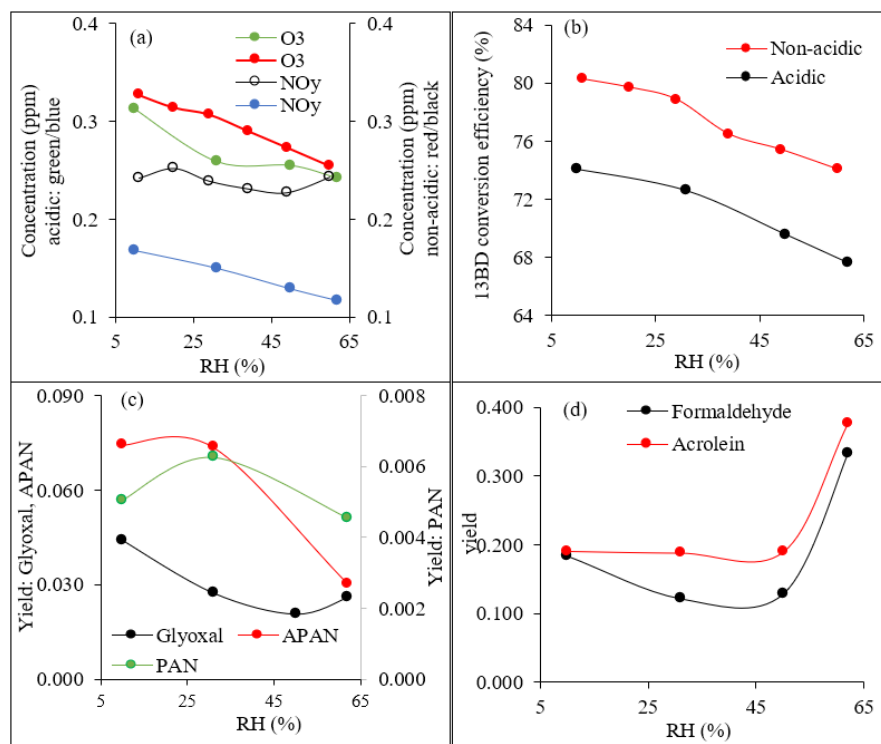 (a)
O3
O3
NOy
NOy
0.4
0.3
0.2
0.1
0.4
0.3
0.2
0.1
Concentration (ppm)
acidic: green/blue
Concentration (ppm)
non-acidic: red/black
5
25
45
65
RH (%)
(b)
Non-acidic
Acidic
84
80
76
72
68
64
13BD conversion efficiency (%)
5
25
45
65
RH (%)
(c)
0.090
0.060
0.030
0.000
0.008
0.006
0.004
0.002
0.000
Yield: Glyoxal, APAN
Yield: PAN
Glyoxal
APAN
PAN
5
25
45
65
RH (%)
(d)
Formaldehyde
Acrolein
0.400
0.300
0.200
0.100
0.000
yield
5
25
45
65
RH (%)